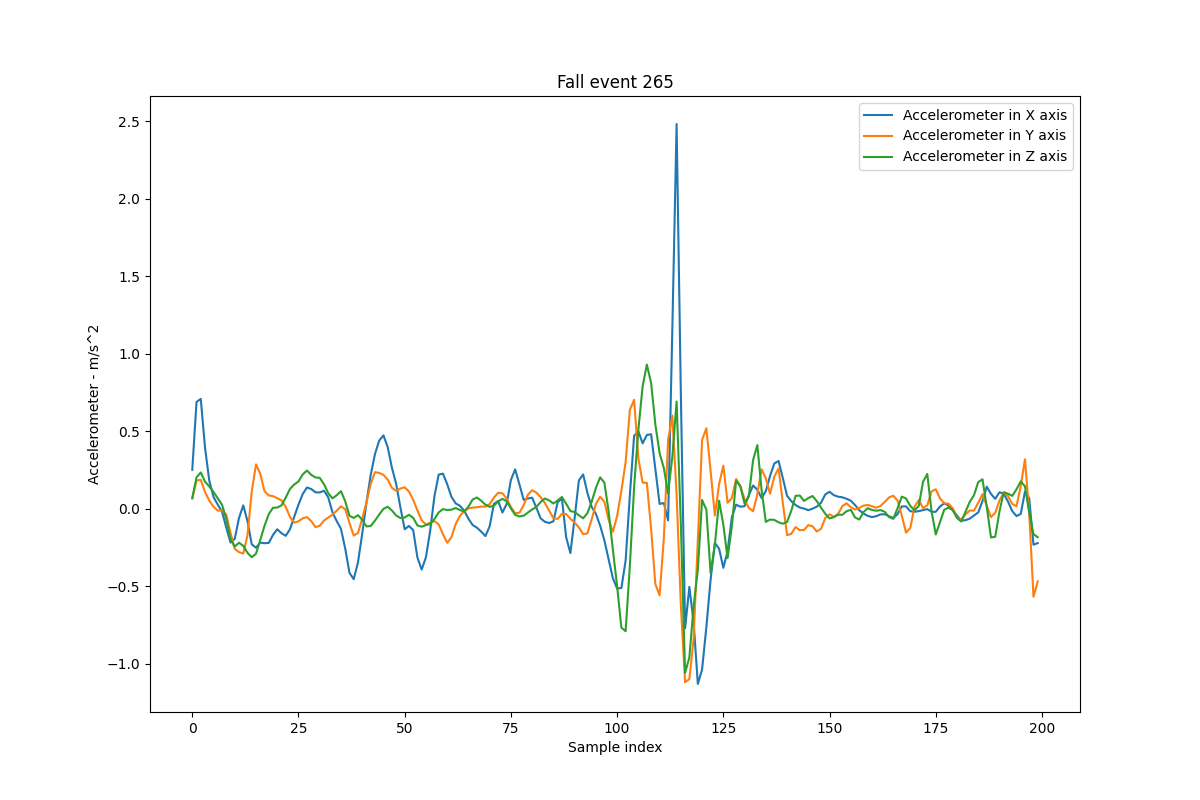 Fall event 265
Accelerometer in X axis
Accelerometer in Y axis
Accelerometer in Z axis
Accelerometer - m/s^2
2.5
2.0
1.5
1.0
0.5
0.0
−0.5
−1.0
0 25 50 75 100 125 150 175 200
Sample index